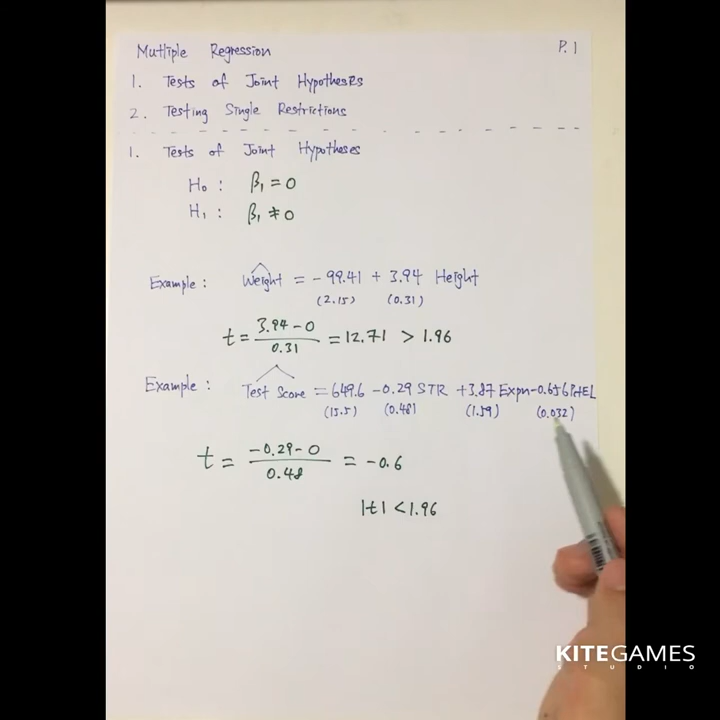 Mutliple Regression P.1
1. Tests of Joint Hypotheses
2. Testing Single Restrictions
1. Tests of Joint Hypotheses
H₀ : β₁ = 0
H₁ : β₁ ≠ 0
Example : Weight = - 99.41 + 3.94 Height
(2.15) (0.31)
t = (3.94 - 0) / 0.31 = 12.71 > 1.96
Example : Test Score = 649.6 - 0.29 STR + 3.87 Expn - 0.656 PctEL
(15.5) (0.48) (1.59) (0.032)
t = (-0.29 - 0) / 0.48 = -0.6
|t| < 1.96
KITEGAMES
STUDIO